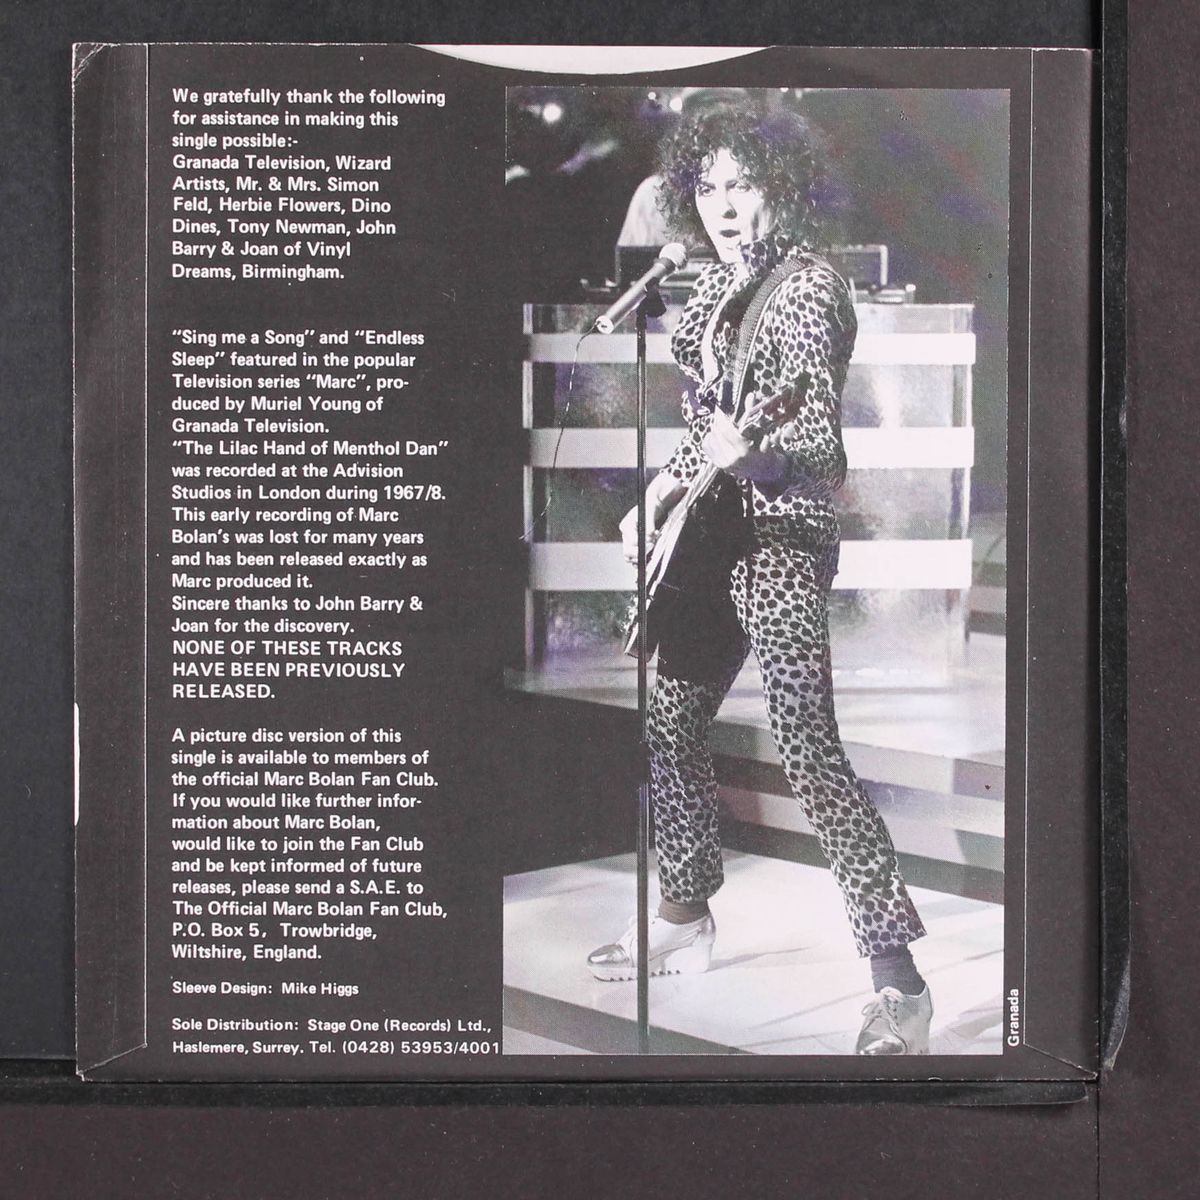 We gratefully thank the following
for assistance in making this
single possible:-
Granada Television, Wizard
Artists, Mr. & Mrs. Simon
Feld, Herbie Flowers, Dino
Dines, Tony Newman, John
Barry & Joan of Vinyl
Dreams, Birmingham.
“Sing me a Song” and “Endless
Sleep” featured in the popular
Television series “Marc”, pro-
duced by Muriel Young of
Granada Television.
“The Lilac Hand of Menthol Dan”
was recorded at the Advision
Studios in London during 1967/8.
This early recording of Marc
Bolan’s was lost for many years
and has been released exactly as
Marc produced it.
Sincere thanks to John Barry &
Joan for the discovery.
NONE OF THESE TRACKS
HAVE BEEN PREVIOUSLY
RELEASED.
A picture disc version of this
single is available to members of
the official Marc Bolan Fan Club.
If you would like further infor-
mation about Marc Bolan,
would like to join the Fan Club
and be kept informed of future
releases, please send a S.A.E. to
The Official Marc Bolan Fan Club,
P.O. Box 5, Trowbridge,
Wiltshire, England.
Sleeve Design: Mike Higgs
Sole Distribution: Stage One (Records) Ltd.,
Haslemere, Surrey. Tel. (0428) 53953/4001
Granada